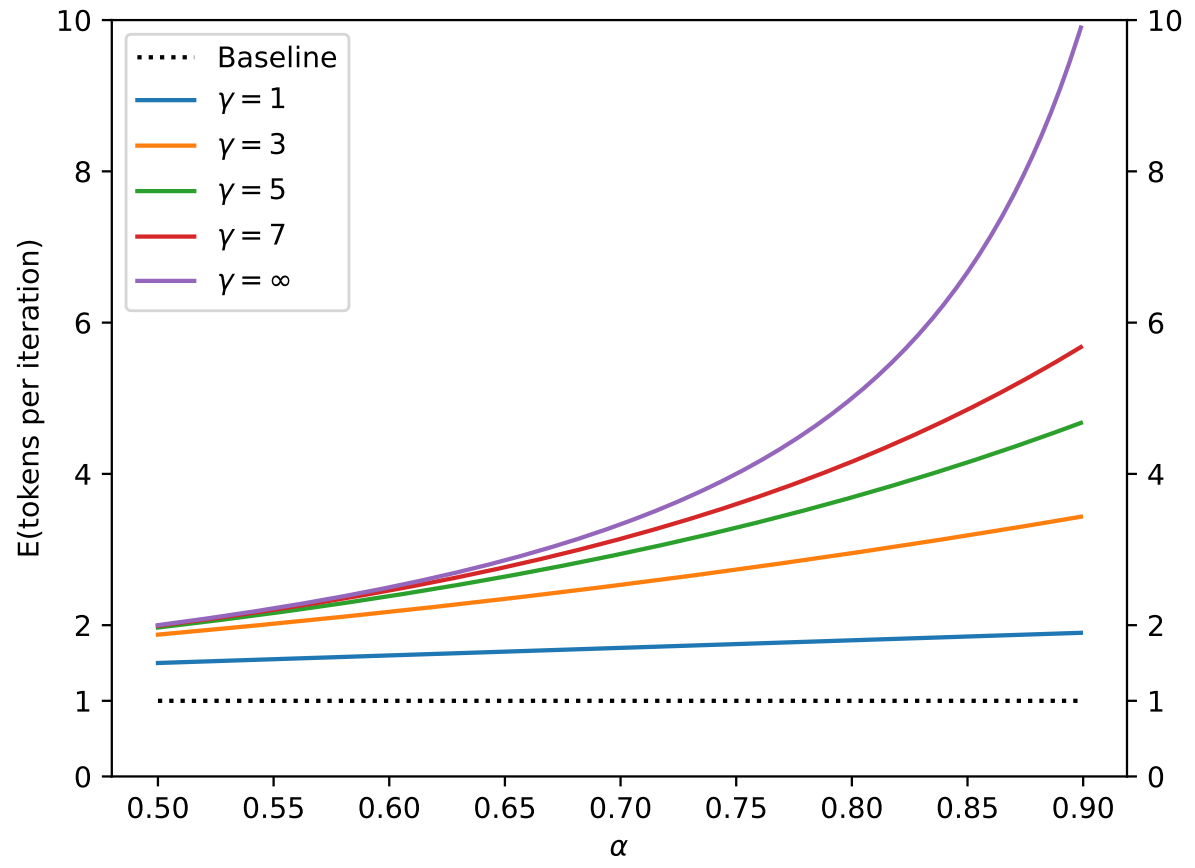 Baseline
γ = 1
γ = 3
γ = 5
γ = 7
γ = ∞
E(tokens per iteration)
10
8
6
4
2
1
0
10
8
6
4
2
1
0
0.50 0.55 0.60 0.65 0.70 0.75 0.80 0.85 0.90
α